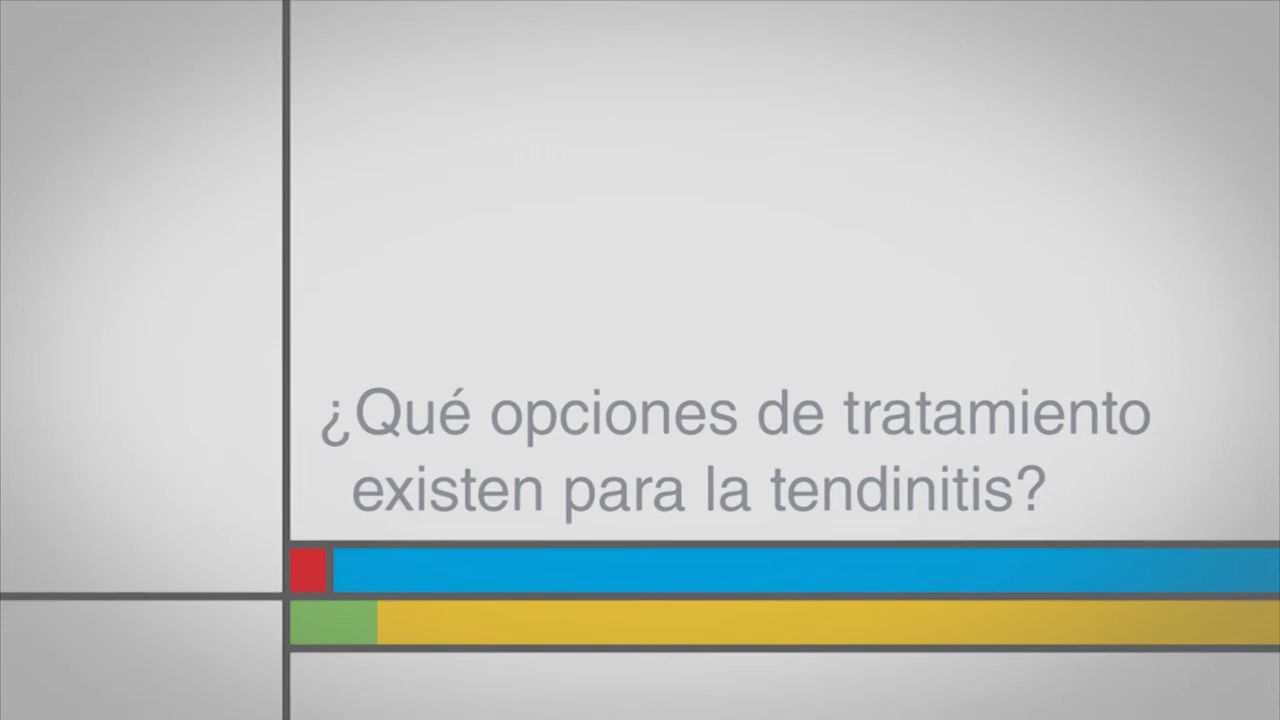 ¿Qué opciones de tratamiento
existen para la tendinitis?